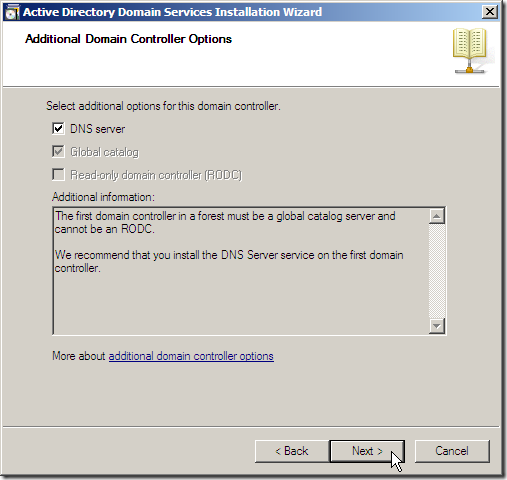 Active Directory Domain Services Installation Wizard
Additional Domain Controller Options
Select additional options for this domain controller.
DNS server
Global catalog
Read-only domain controller (RODC)
Additional information:
The first domain controller in a forest must be a global catalog server and
cannot be an RODC.
We recommend that you install the DNS Server service on the first domain
controller.
More about additional domain controller options
< Back
Next >
Cancel